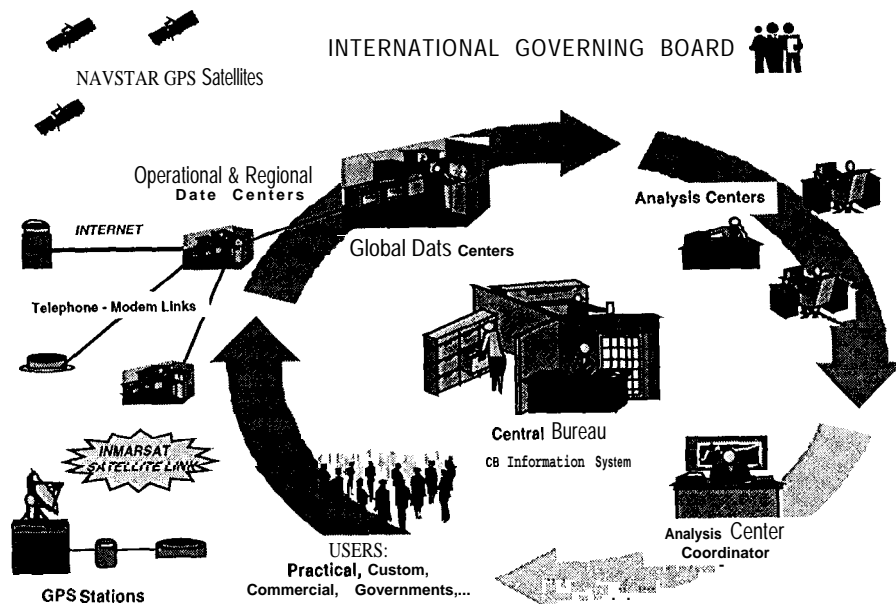 INTERNATIONAL GOVERNING BOARD
NAVSTAR GPS Satellites
Operational & Regional
Date Centers
Analysis Centers
INTERNET
Global Dats Centers
Telephone - Modem Links
Central Bureau
CB Information System
INMARSAT
SATELLITE LINK
Analysis Center
Coordinator
USERS:
Practical, Custom,
Commercial, Governments,...
GPS Stations